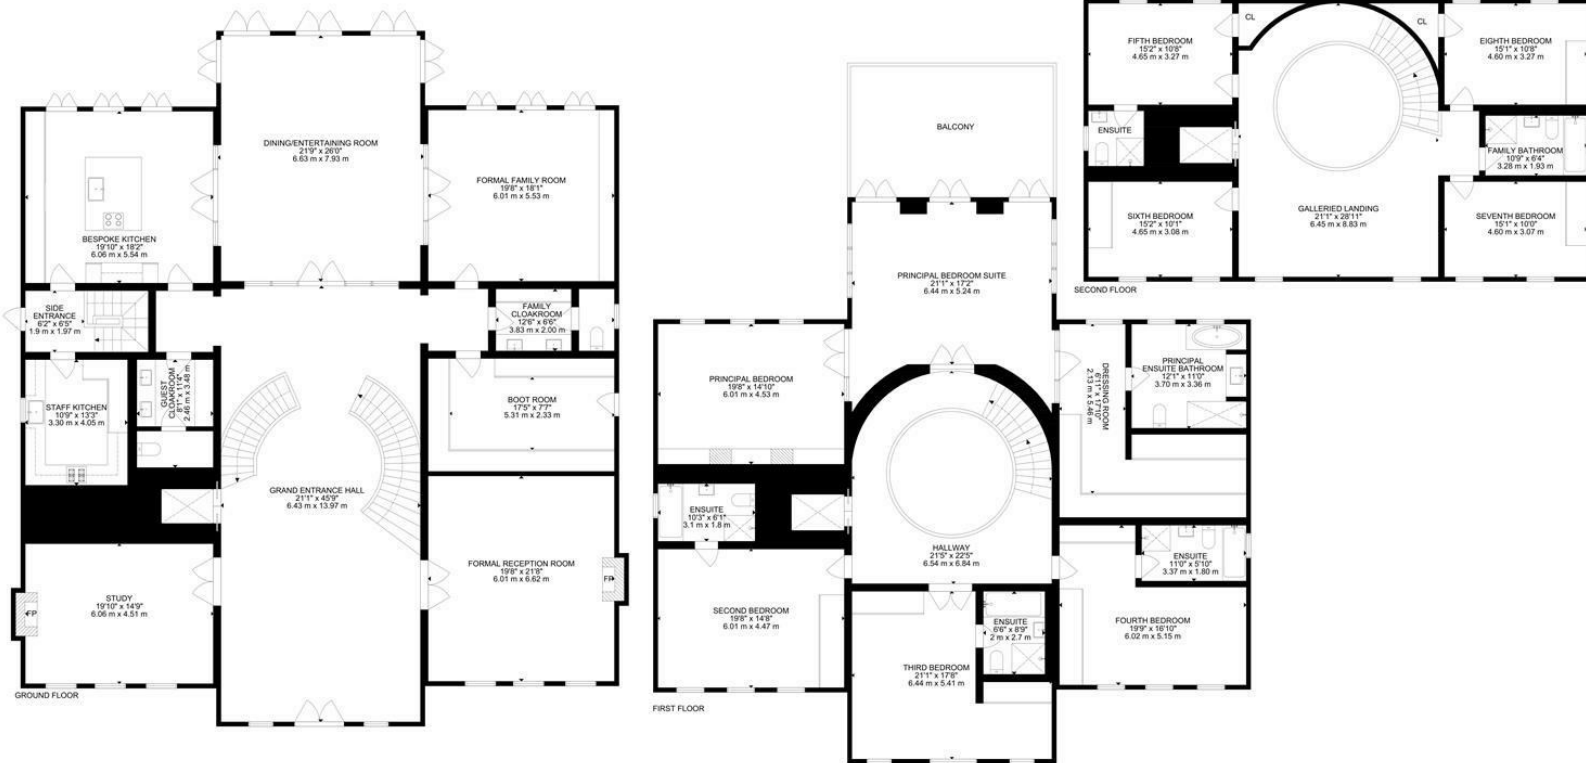 DINING/ENTERTAINING ROOM
21'9" x 26'0"
6.63 m x 7.93 m
FORMAL FAMILY ROOM
19'8" x 18'1"
6.01 m x 5.53 m
BESPOKE KITCHEN
19'10" x 18'2"
6.06 m x 5.54 m
SIDE
ENTRANCE
6'2" x 6'5"
1.9 m x 1.97 m
FAMILY
CLOAKROOM
12'6" x 6'6"
3.83 m x 2.00 m
STAFF KITCHEN
10'9" x 13'3"
3.30 m x 4.05 m
GUEST
CLOAKROOM
8'1" x 11'4"
2.46 m x 3.48 m
BOOT ROOM
17'5" x 7'7"
5.31 m x 2.33 m
GRAND ENTRANCE HALL
21'1" x 45'9"
6.43 m x 13.97 m
FORMAL RECEPTION ROOM
19'8" x 21'8"
6.01 m x 6.62 m
FP
STUDY
19'10" x 14'9"
6.06 m x 4.51 m
FP
GROUND FLOOR
BALCONY
PRINCIPAL BEDROOM SUITE
21'1" x 17'2"
6.44 m x 5.24 m
PRINCIPAL BEDROOM
19'8" x 14'10"
6.01 m x 4.53 m
DRESSING ROOM
6'11" x 17'10"
2.13 m x 5.46 m
PRINCIPAL
ENSUITE BATHROOM
12'1" x 11'0"
3.70 m x 3.36 m
ENSUITE
10'3" x 6'1"
3.1 m x 1.8 m
HALLWAY
21'5" x 22'5"
6.54 m x 6.84 m
ENSUITE
11'0" x 5'10"
3.37 m x 1.80 m
SECOND BEDROOM
19'8" x 14'8"
6.01 m x 4.47 m
ENSUITE
6'6" x 8'9"
2 m x 2.7 m
FOURTH BEDROOM
19'9" x 16'10"
6.02 m x 5.15 m
THIRD BEDROOM
21'1" x 17'8"
6.44 m x 5.41 m
FIRST FLOOR
CL
CL
FIFTH BEDROOM
15'2" x 10'8"
4.65 m x 3.27 m
EIGHTH BEDROOM
15'1" x 10'8"
4.60 m x 3.27 m
ENSUITE
FAMILY BATHROOM
10'9" x 6'4"
3.28 m x 1.93 m
SIXTH BEDROOM
15'2" x 10'1"
4.65 m x 3.08 m
GALLERIED LANDING
21'1" x 28'11"
6.45 m x 8.83 m
SEVENTH BEDROOM
15'1" x 10'0"
4.60 m x 3.07 m
SECOND FLOOR